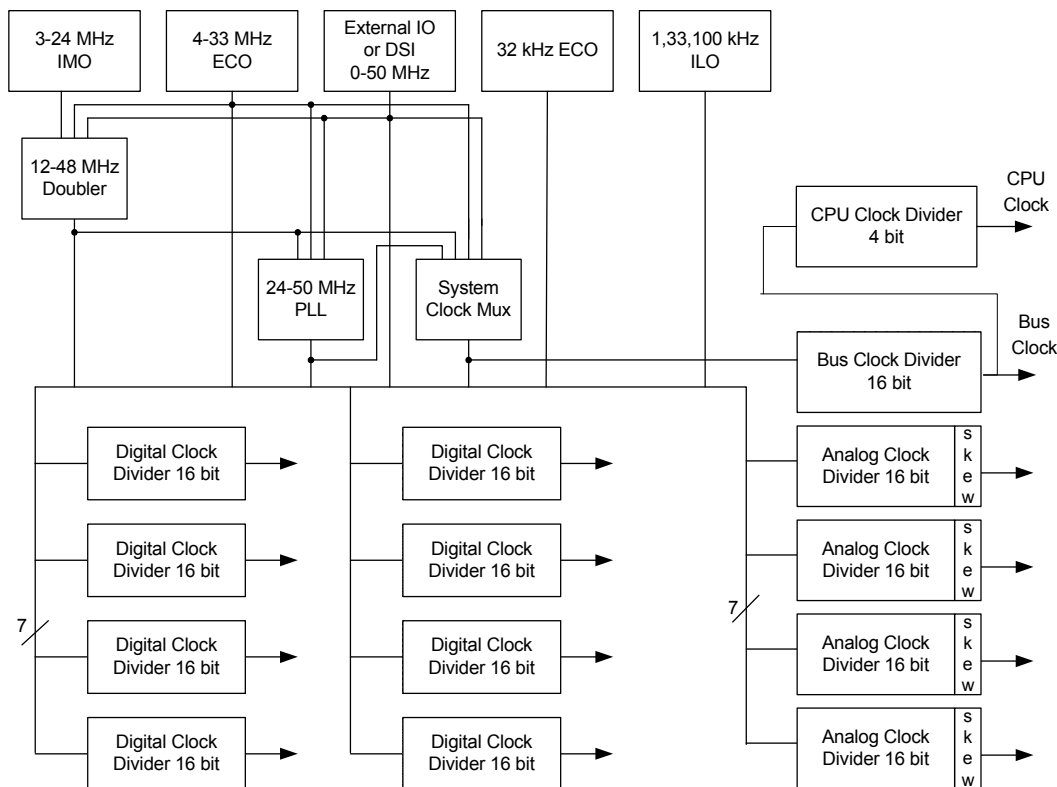 3-24 MHz
IMO
4-33 MHz
ECO
External IO
or DSI
0-50 MHz
32 kHz ECO
1,33,100 kHz
ILO
12-48 MHz
Doubler
24-50 MHz
PLL
System
Clock Mux
CPU Clock Divider
4 bit
CPU
Clock
Bus Clock Divider
16 bit
Bus
Clock
Digital Clock
Divider 16 bit
Digital Clock
Divider 16 bit
Analog Clock
Divider 16 bit
s
k
e
w
Digital Clock
Divider 16 bit
Digital Clock
Divider 16 bit
Analog Clock
Divider 16 bit
s
k
e
w
7
7
Digital Clock
Divider 16 bit
Digital Clock
Divider 16 bit
Analog Clock
Divider 16 bit
s
k
e
w
Digital Clock
Divider 16 bit
Digital Clock
Divider 16 bit
Analog Clock
Divider 16 bit
s
k
e
w